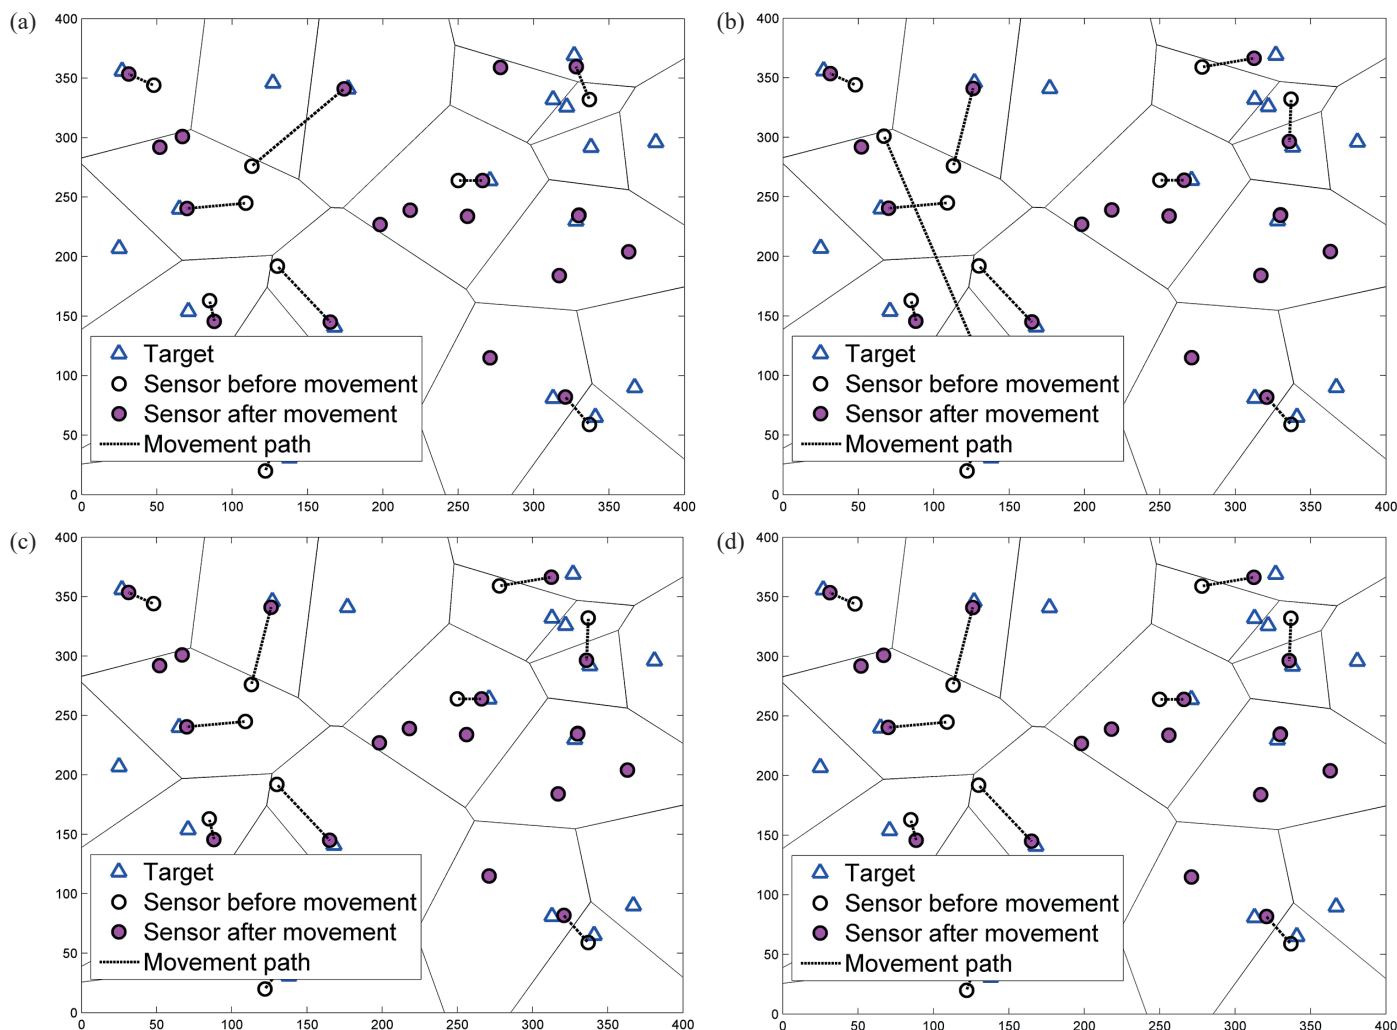 (a)
400
350
300
250
200
150
100
50
0
0 50 100 150 200 250 300 350 400
Target
Sensor before movement
Sensor after movement
Movement path
(b)
400
350
300
250
200
150
100
50
0
0 50 100 150 200 250 300 350 400
Target
Sensor before movement
Sensor after movement
Movement path
(c)
400
350
300
250
200
150
100
50
0
0 50 100 150 200 250 300 350 400
Target
Sensor before movement
Sensor after movement
Movement path
(d)
400
350
300
250
200
150
100
50
0
0 50 100 150 200 250 300 350 400
Target
Sensor before movement
Sensor after movement
Movement path